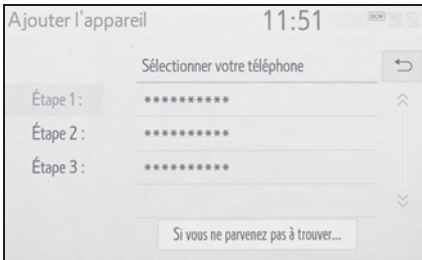 Ajouter l'appareil 11:51 DCM
Sélectionner votre téléphone
Étape 1 : **********
Étape 2 : **********
Étape 3 : **********
Si vous ne parvenez pas à trouver...